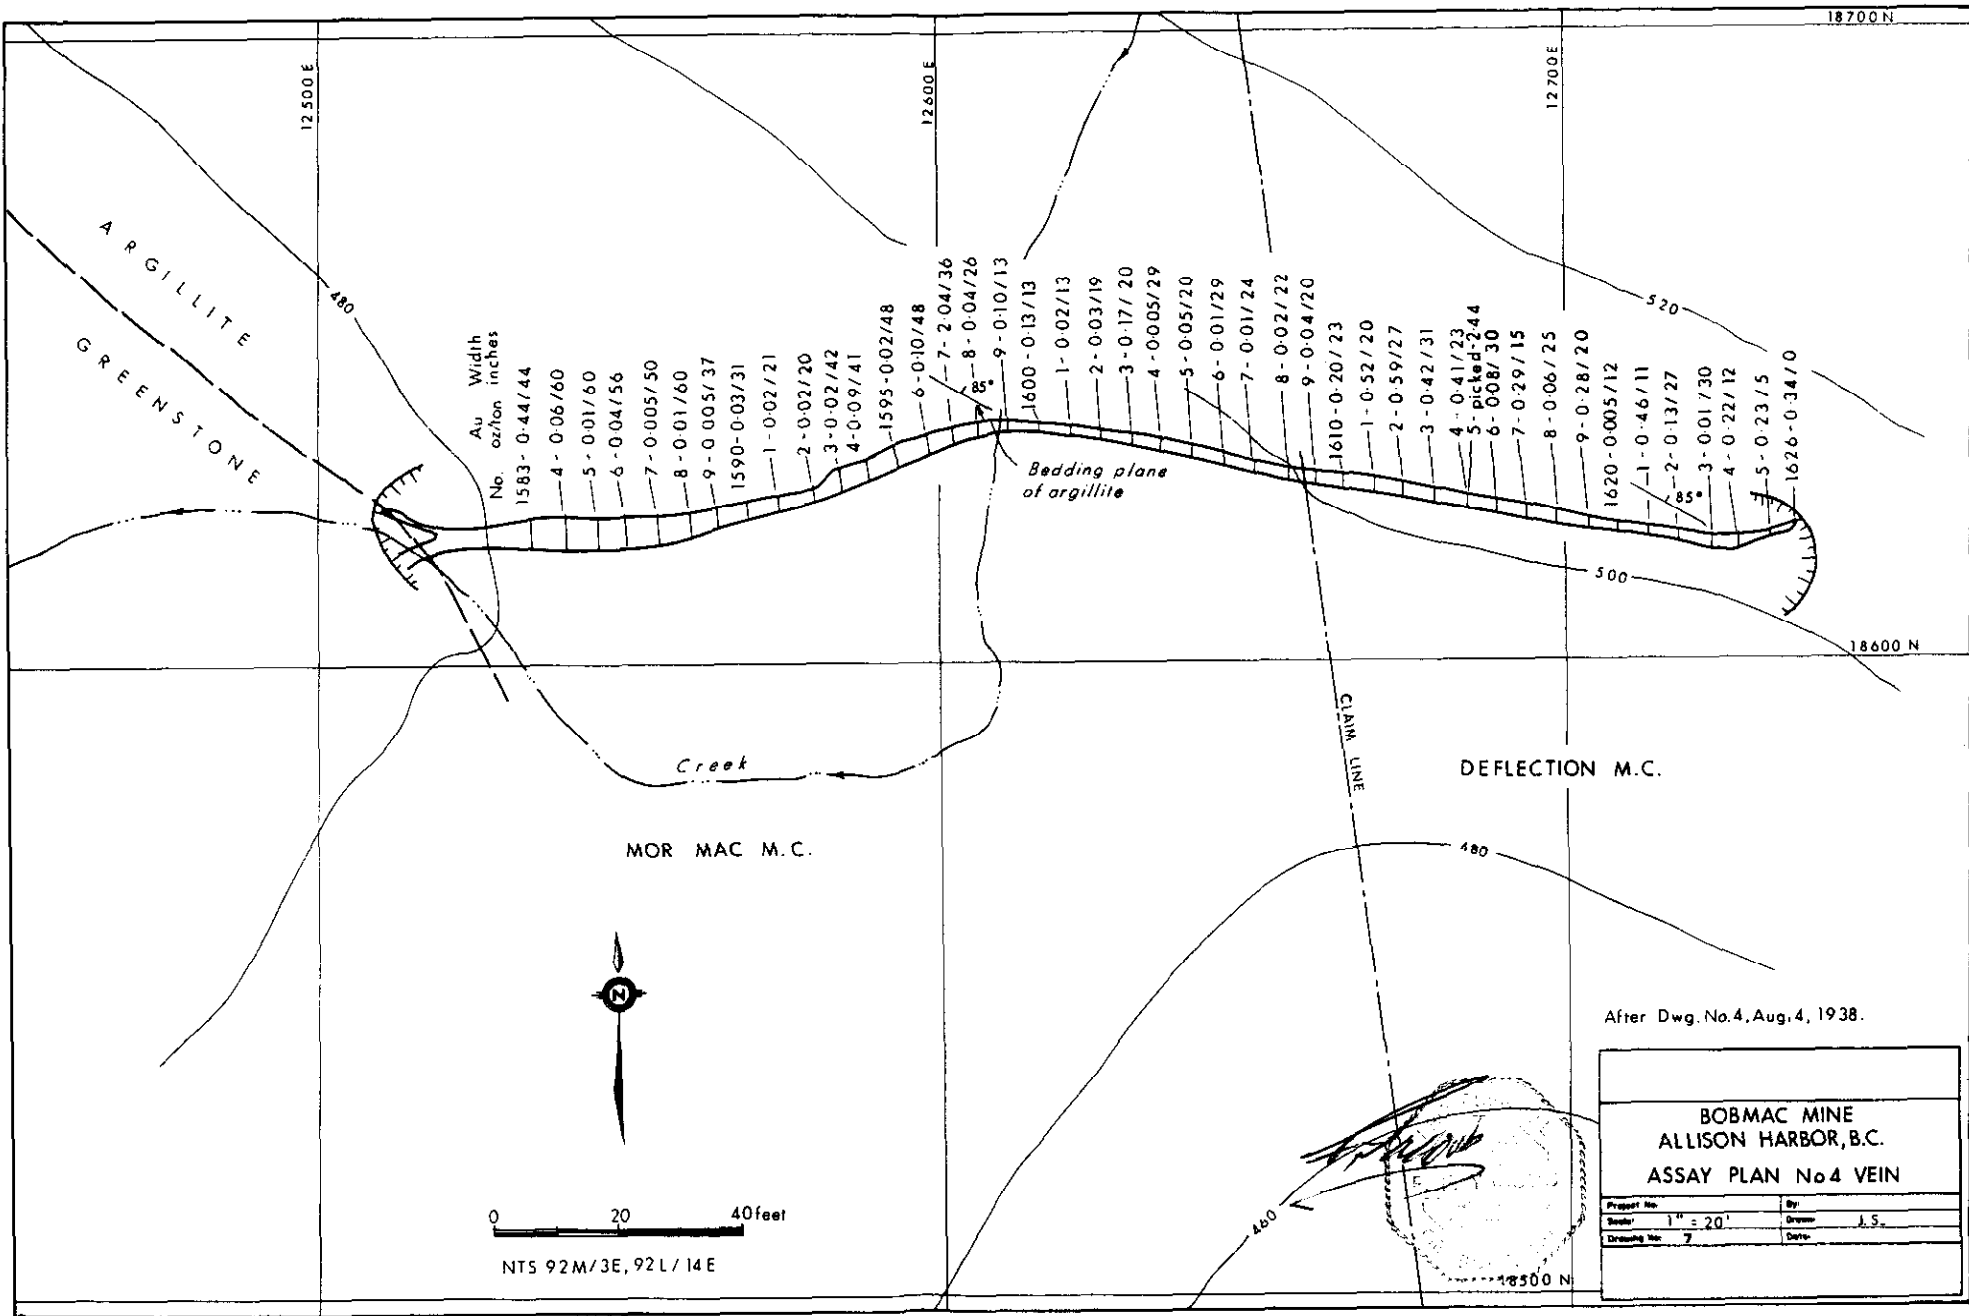 18700 N
12500 E
12600 E
12700 E
ARGILLITE
GREENSTONE
480
520
No. Au oz/ton Width inches
1583 - 0·44/44
4 - 0·06/60
5 - 0·01/60
6 - 0·04/56
7 - 0·005/50
8 - 0·01/60
9 - 0·005/37
1590 - 0·03/31
1 - 0·02/21
2 - 0·02/20
3 - 0·02/42
4 - 0·09/41
1595 - 0·02/48
6 - 0·10/48
7 - 2·04/36
8 - 0·04/26
9 - 0·10/13
1600 - 0·13/13
1 - 0·02/13
2 - 0·03/19
3 - 0·17/20
4 - 0·005/29
5 - 0·05/20
6 - 0·01/29
7 - 0·01/24
8 - 0·02/22
9 - 0·04/20
1610 - 0·20/23
1 - 0·52/20
2 - 0·59/27
3 - 0·42/31
4 - 0·41/23
5 - picked - 2·44
6 - 0·08/30
7 - 0·29/15
8 - 0·06/25
9 - 0·28/20
1620 - 0·005/12
1 - 0·46/11
2 - 0·13/27
3 - 0·01/30
4 - 0·22/12
5 - 0·23/5
1626 - 0·34/0
85°
85°
Bedding plane
of argillite
500
18600 N
Creek
CLAIM LINE
DEFLECTION M.C.
MOR MAC M.C.
480
N
After Dwg. No. 4, Aug. 4, 1938.
BOBMAC MINE
ALLISON HARBOR, B.C.
ASSAY PLAN No 4 VEIN
Project No. By:
Scale: 1" = 20' Drawn: J.S.
Drawing No: 7 Date:
0 20 40 feet
NTS 92M/3E, 92L/14E
460
18500 N